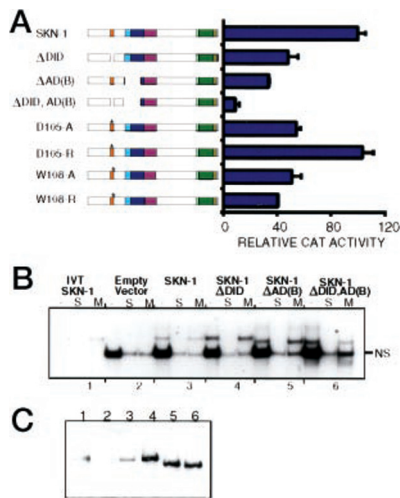 A
SKN-1
ΔDID
ΔAD(B)
ΔDID, AD(B)
D105-A
D105-R
W108-A
W108-R
0 40 80 120
RELATIVE CAT ACTIVITY
B
IVT SKN-1 Empty Vector SKN-1 SKN-1 ΔDID SKN-1 ΔAD(B) SKN-1 ΔDID,AD(B)
S M S M S M S M S M S M
NS
1 2 3 4 5 6
C
1 2 3 4 5 6